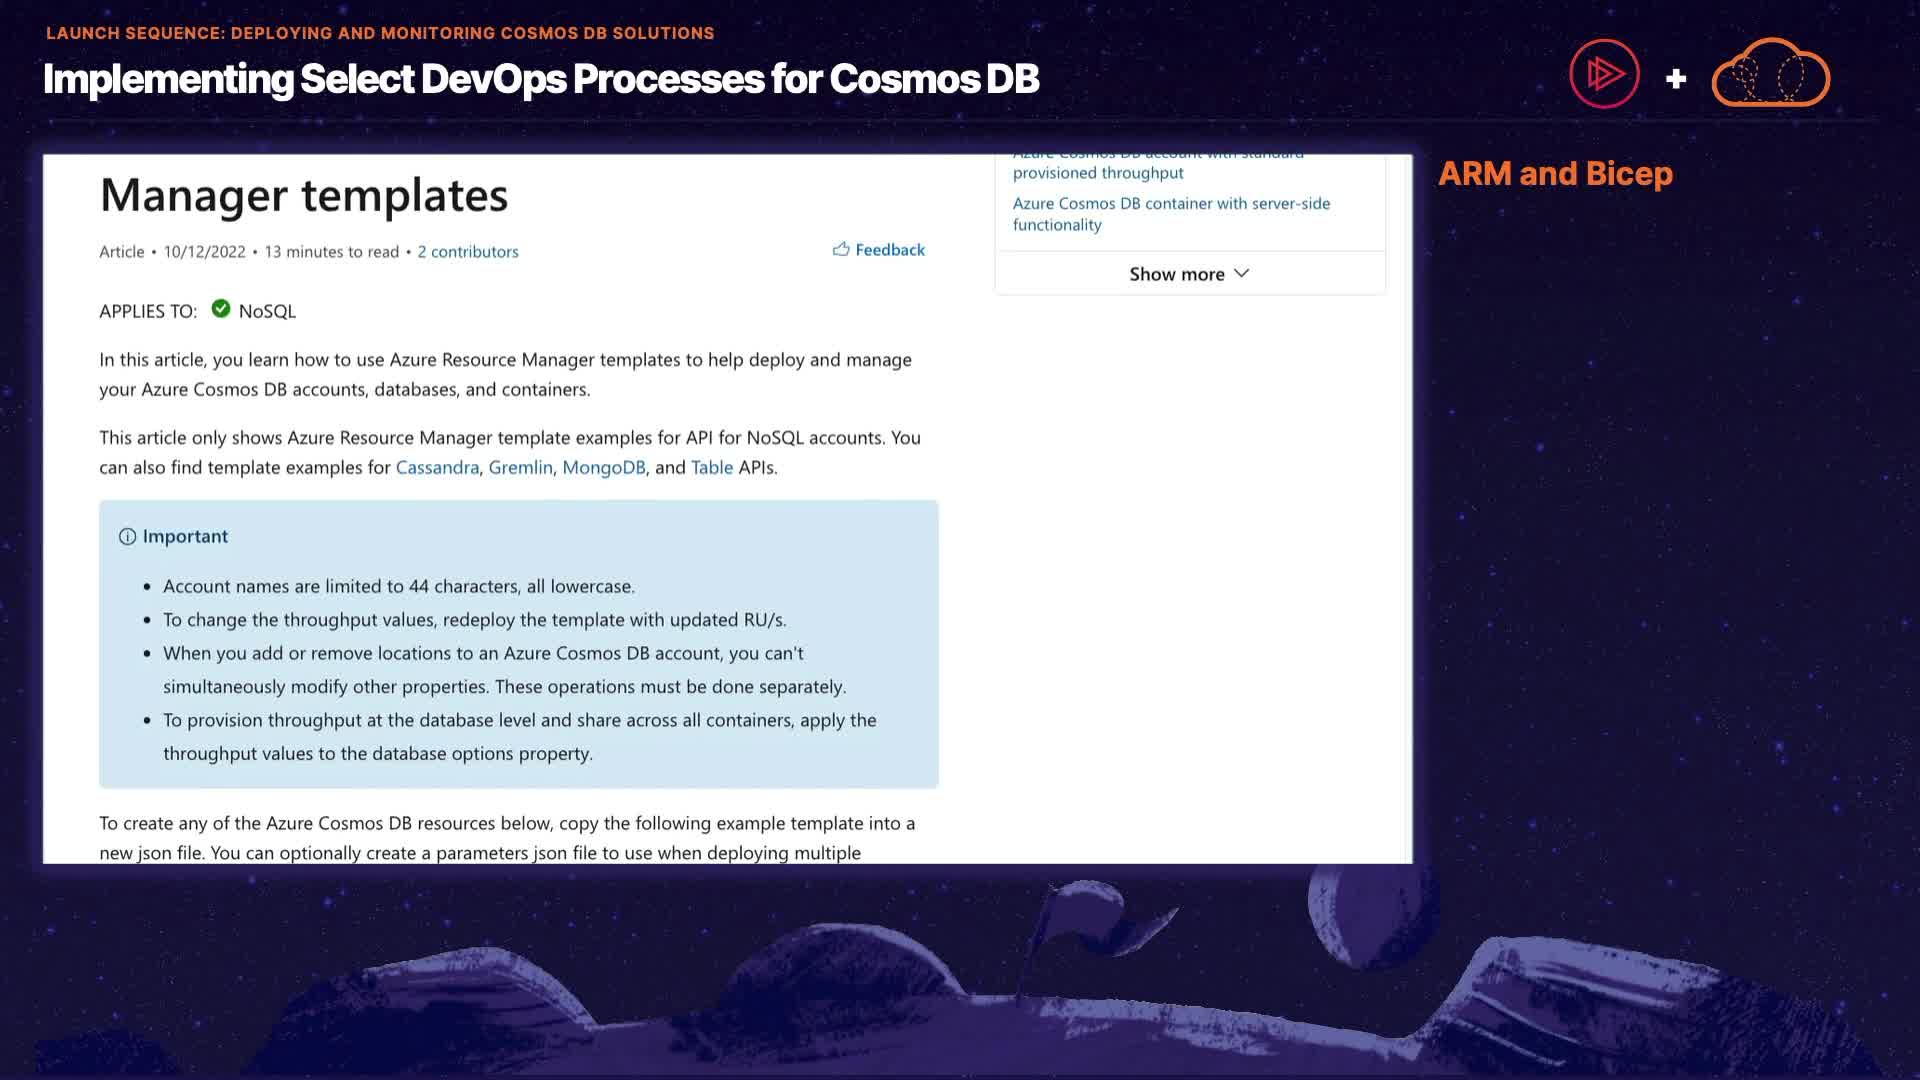 LAUNCH SEQUENCE: DEPLOYING AND MONITORING COSMOS DB SOLUTIONS
Implementing Select DevOps Processes for Cosmos DB
+
ARM and Bicep
Manager templates
Article • 10/12/2022 • 13 minutes to read • 2 contributors
Feedback
Azure Cosmos DB account with standard
provisioned throughput
Azure Cosmos DB container with server-side
functionality
Show more
APPLIES TO: NoSQL
In this article, you learn how to use Azure Resource Manager templates to help deploy and manage
your Azure Cosmos DB accounts, databases, and containers.
This article only shows Azure Resource Manager template examples for API for NoSQL accounts. You
can also find template examples for Cassandra, Gremlin, MongoDB, and Table APIs.
Important
• Account names are limited to 44 characters, all lowercase.
• To change the throughput values, redeploy the template with updated RU/s.
• When you add or remove locations to an Azure Cosmos DB account, you can't
simultaneously modify other properties. These operations must be done separately.
• To provision throughput at the database level and share across all containers, apply the
throughput values to the database options property.
To create any of the Azure Cosmos DB resources below, copy the following example template into a
new json file. You can optionally create a parameters json file to use when deploying multiple